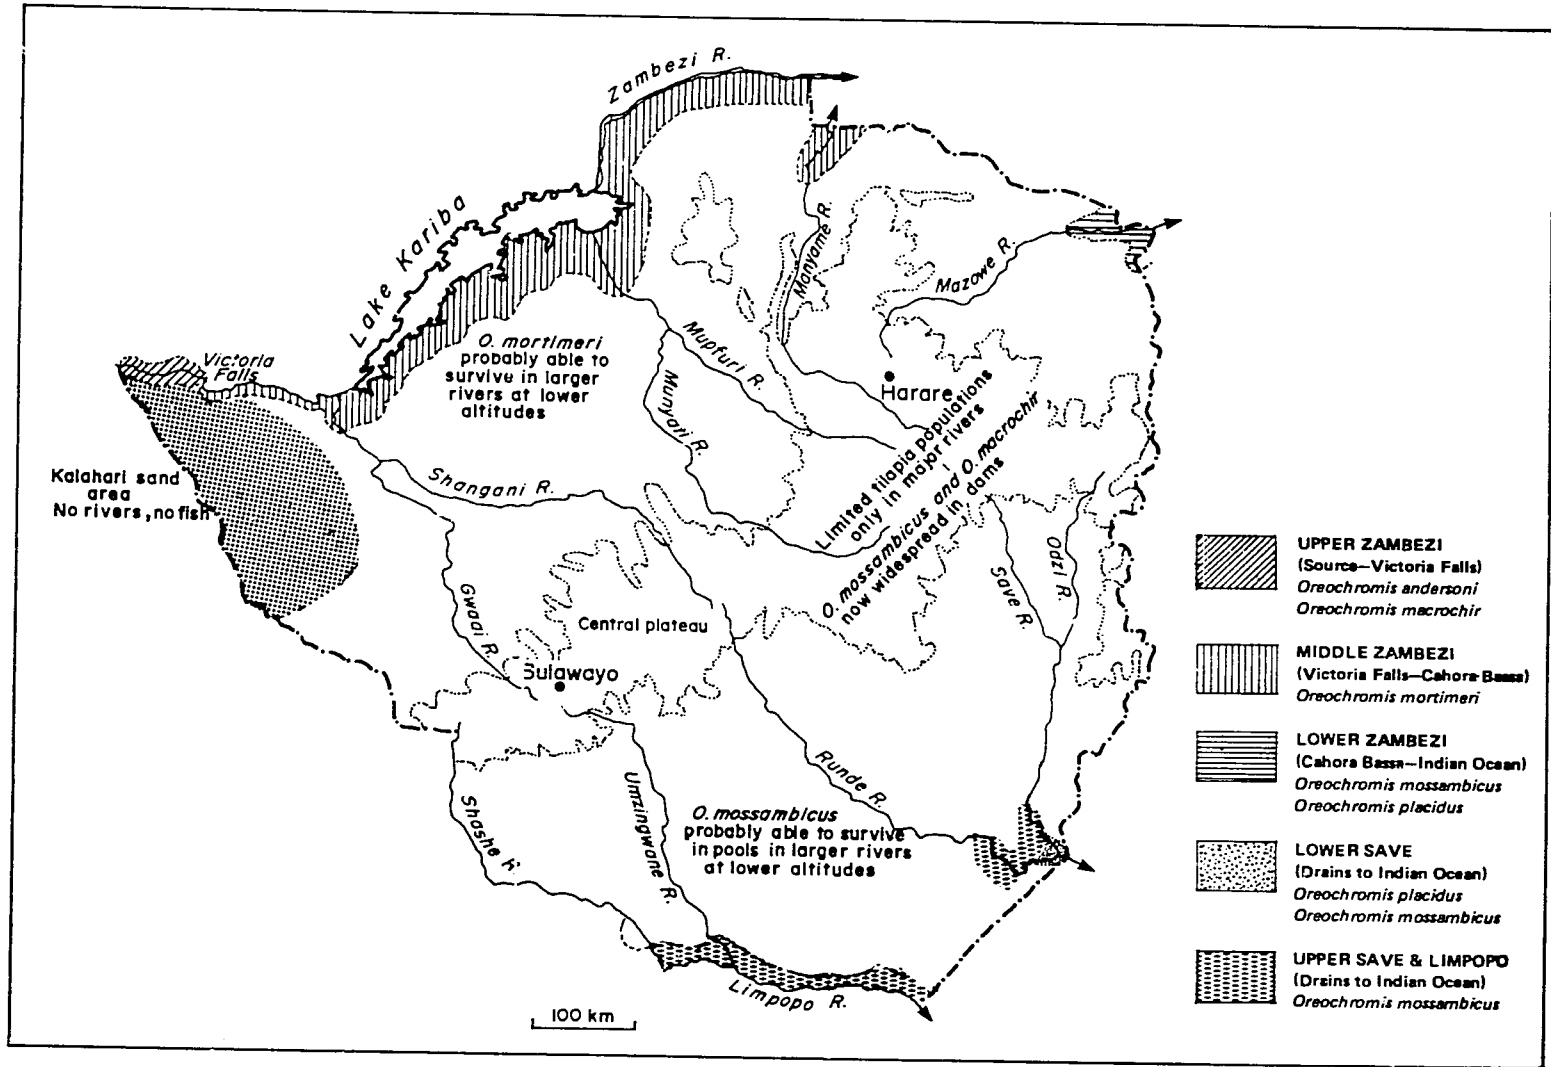 Zambezi R.
Lake Kariba
Victoria
Falls
Manyame R.
Mazowe R.
O. mortimeri
probably able to
survive in larger
rivers at lower
altitudes
Mupfuri R.
Munyati R.
Harare
Limited tilapia populations
only in major rivers
O. mossambicus and O. macrochir
now widespread in dams
Kalahari sand
area
No rivers, no fish
Shangani R.
Gwaai R.
Central plateau
Bulawayo
Save R.
Odzi R.
Runde R.
Shashe R.
Umzingwane R.
O. mossambicus
probably able to survive
in pools in larger rivers
at lower altitudes
Limpopo R.
100 km
UPPER ZAMBEZI
(Source—Victoria Falls)
Oreochromis andersoni
Oreochromis macrochir
MIDDLE ZAMBEZI
(Victoria Falls—Cahora-Bassa)
Oreochromis mortimeri
LOWER ZAMBEZI
(Cahora Bassa—Indian Ocean)
Oreochromis mossambicus
Oreochromis placidus
LOWER SAVE
(Drains to Indian Ocean)
Oreochromis placidus
Oreochromis mossambicus
UPPER SAVE & LIMPOPO
(Drains to Indian Ocean)
Oreochromis mossambicus